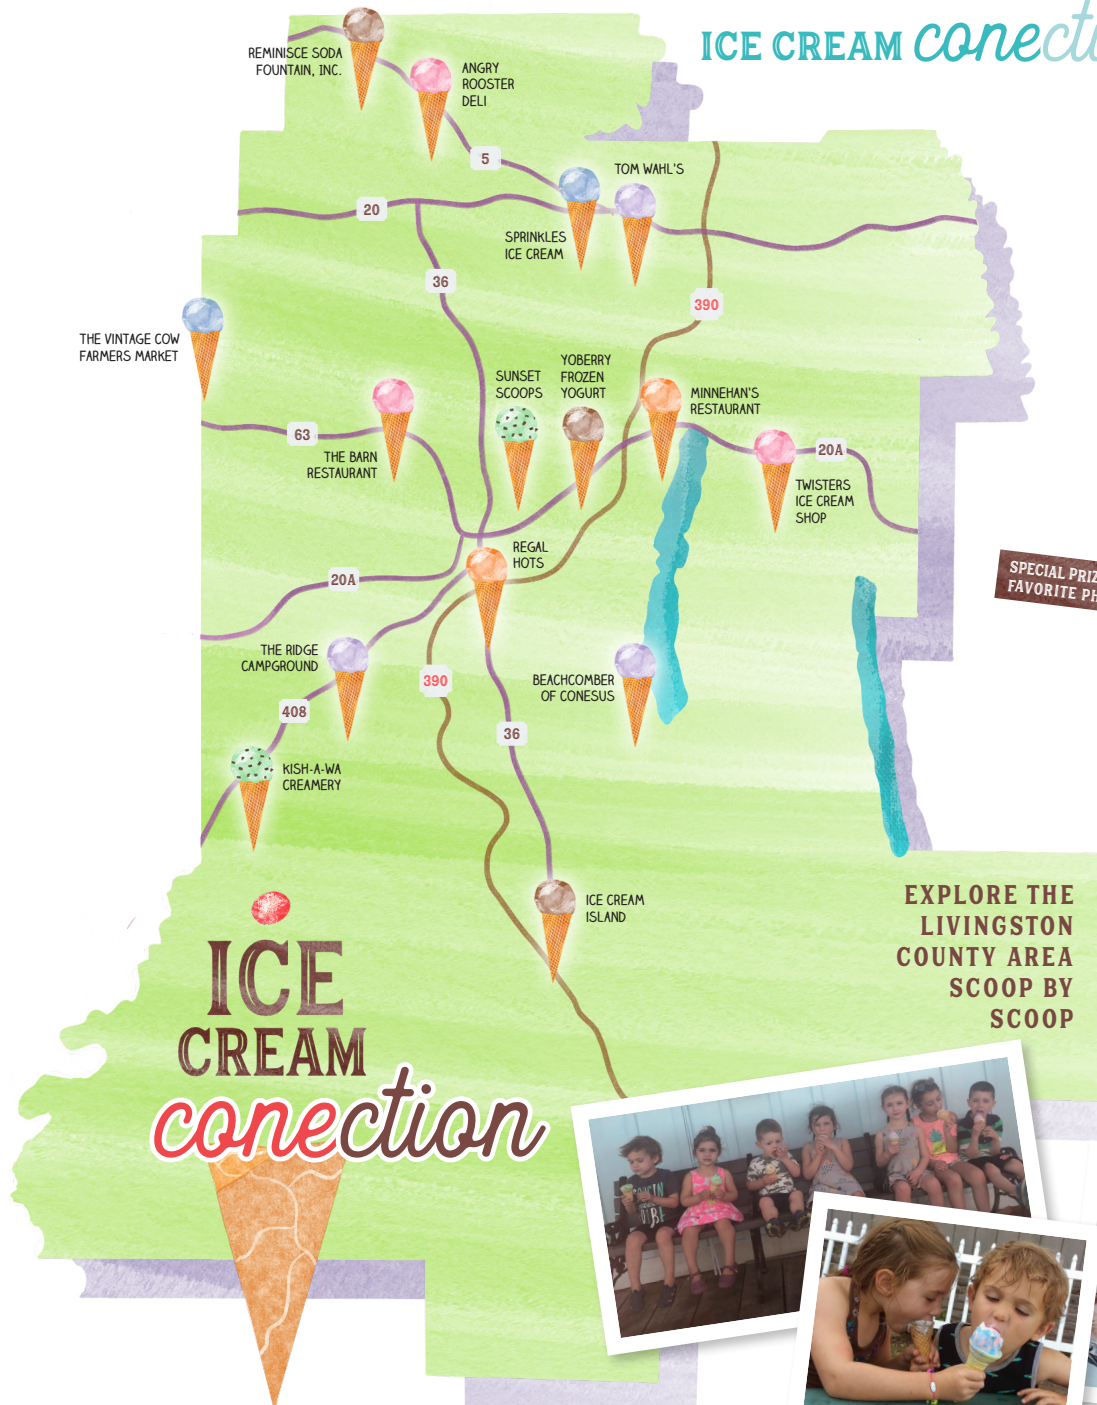 ICE CREAM
REMINISCE SODA
FOUNTAIN, INC.
ANGRY
ROOSTER
DELI
5
TOM WAHL'S
20
SPRINKLES
ICE CREAM
36
390
THE VINTAGE COW
FARMERS MARKET
YOBERRY
FROZEN
YOGURT
SUNSET
SCOOPS
MINNEHAN'S
RESTAURANT
63
THE BARN
RESTAURANT
20A
TWISTERS
ICE CREAM
SHOP
REGAL
HOTS
20A
SPECIAL
FAVORITE
THE RIDGE
CAMPGROUND
390
BEACHCOMBER
OF CONESUS
408
36
KISH-A-WA
CREAMERY
ICE CREAM
ISLAND
EXPLORE THE
LIVINGSTON
COUNTY AREA
SCOOP BY
SCOOP
ICE
CREAM
conection